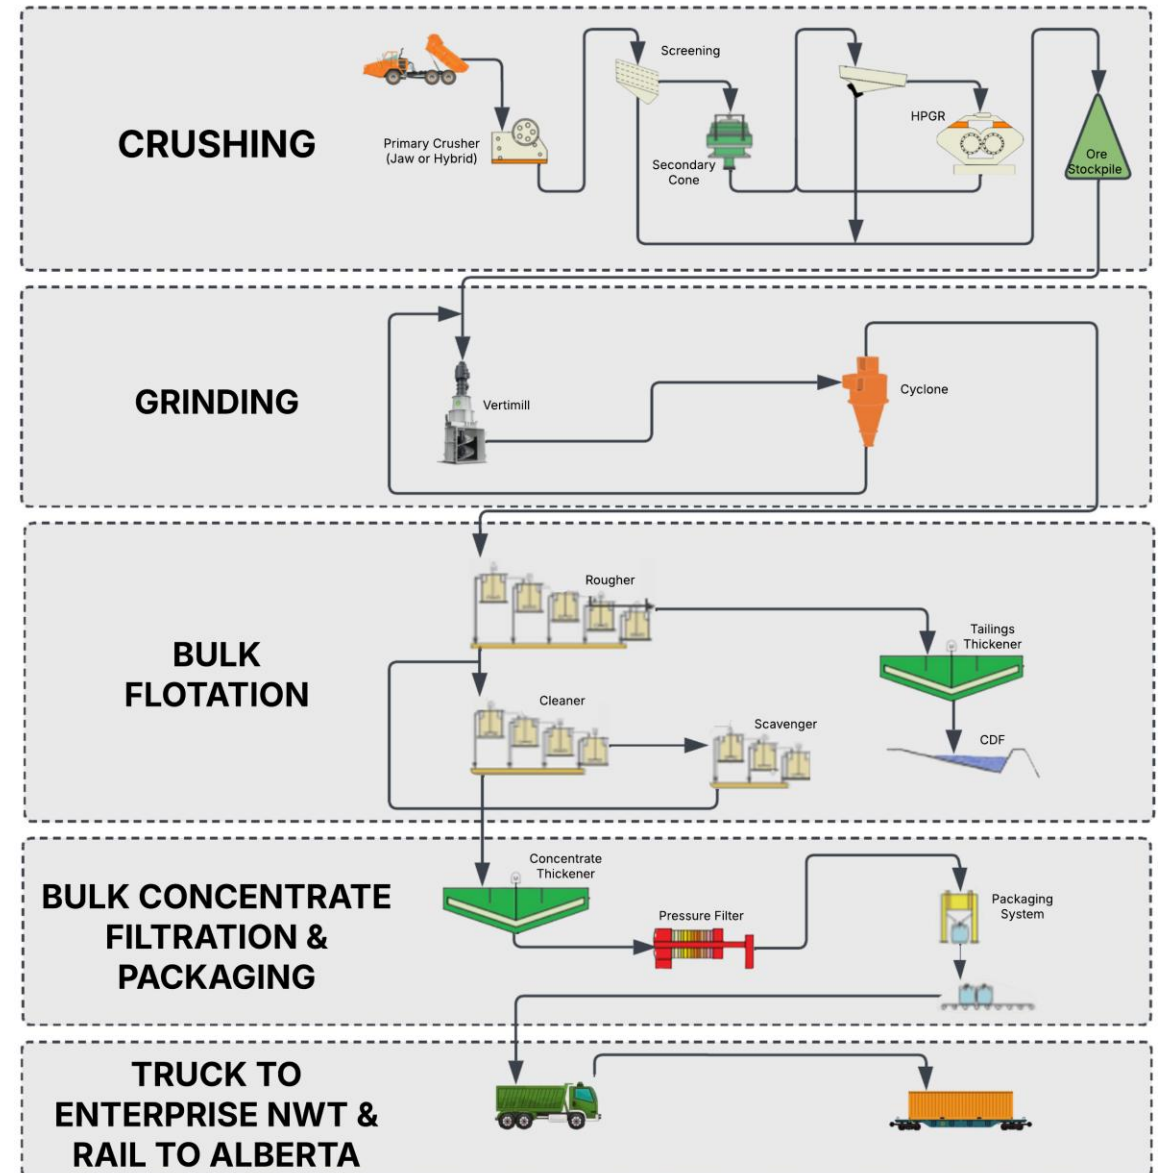 CRUSHING
Primary Crusher
(Jaw or Hybrid)
Screening
Secondary
Cone
HPGR
Ore
Stockpile
GRINDING
Vertimill
Cyclone
BULK
FLOTATION
Rougher
Tailings
Thickener
Cleaner
Scavenger
CDF
BULK CONCENTRATE
FILTRATION &
PACKAGING
Concentrate
Thickener
Pressure Filter
Packaging
System
TRUCK TO
ENTERPRISE NWT &
RAIL TO ALBERTA